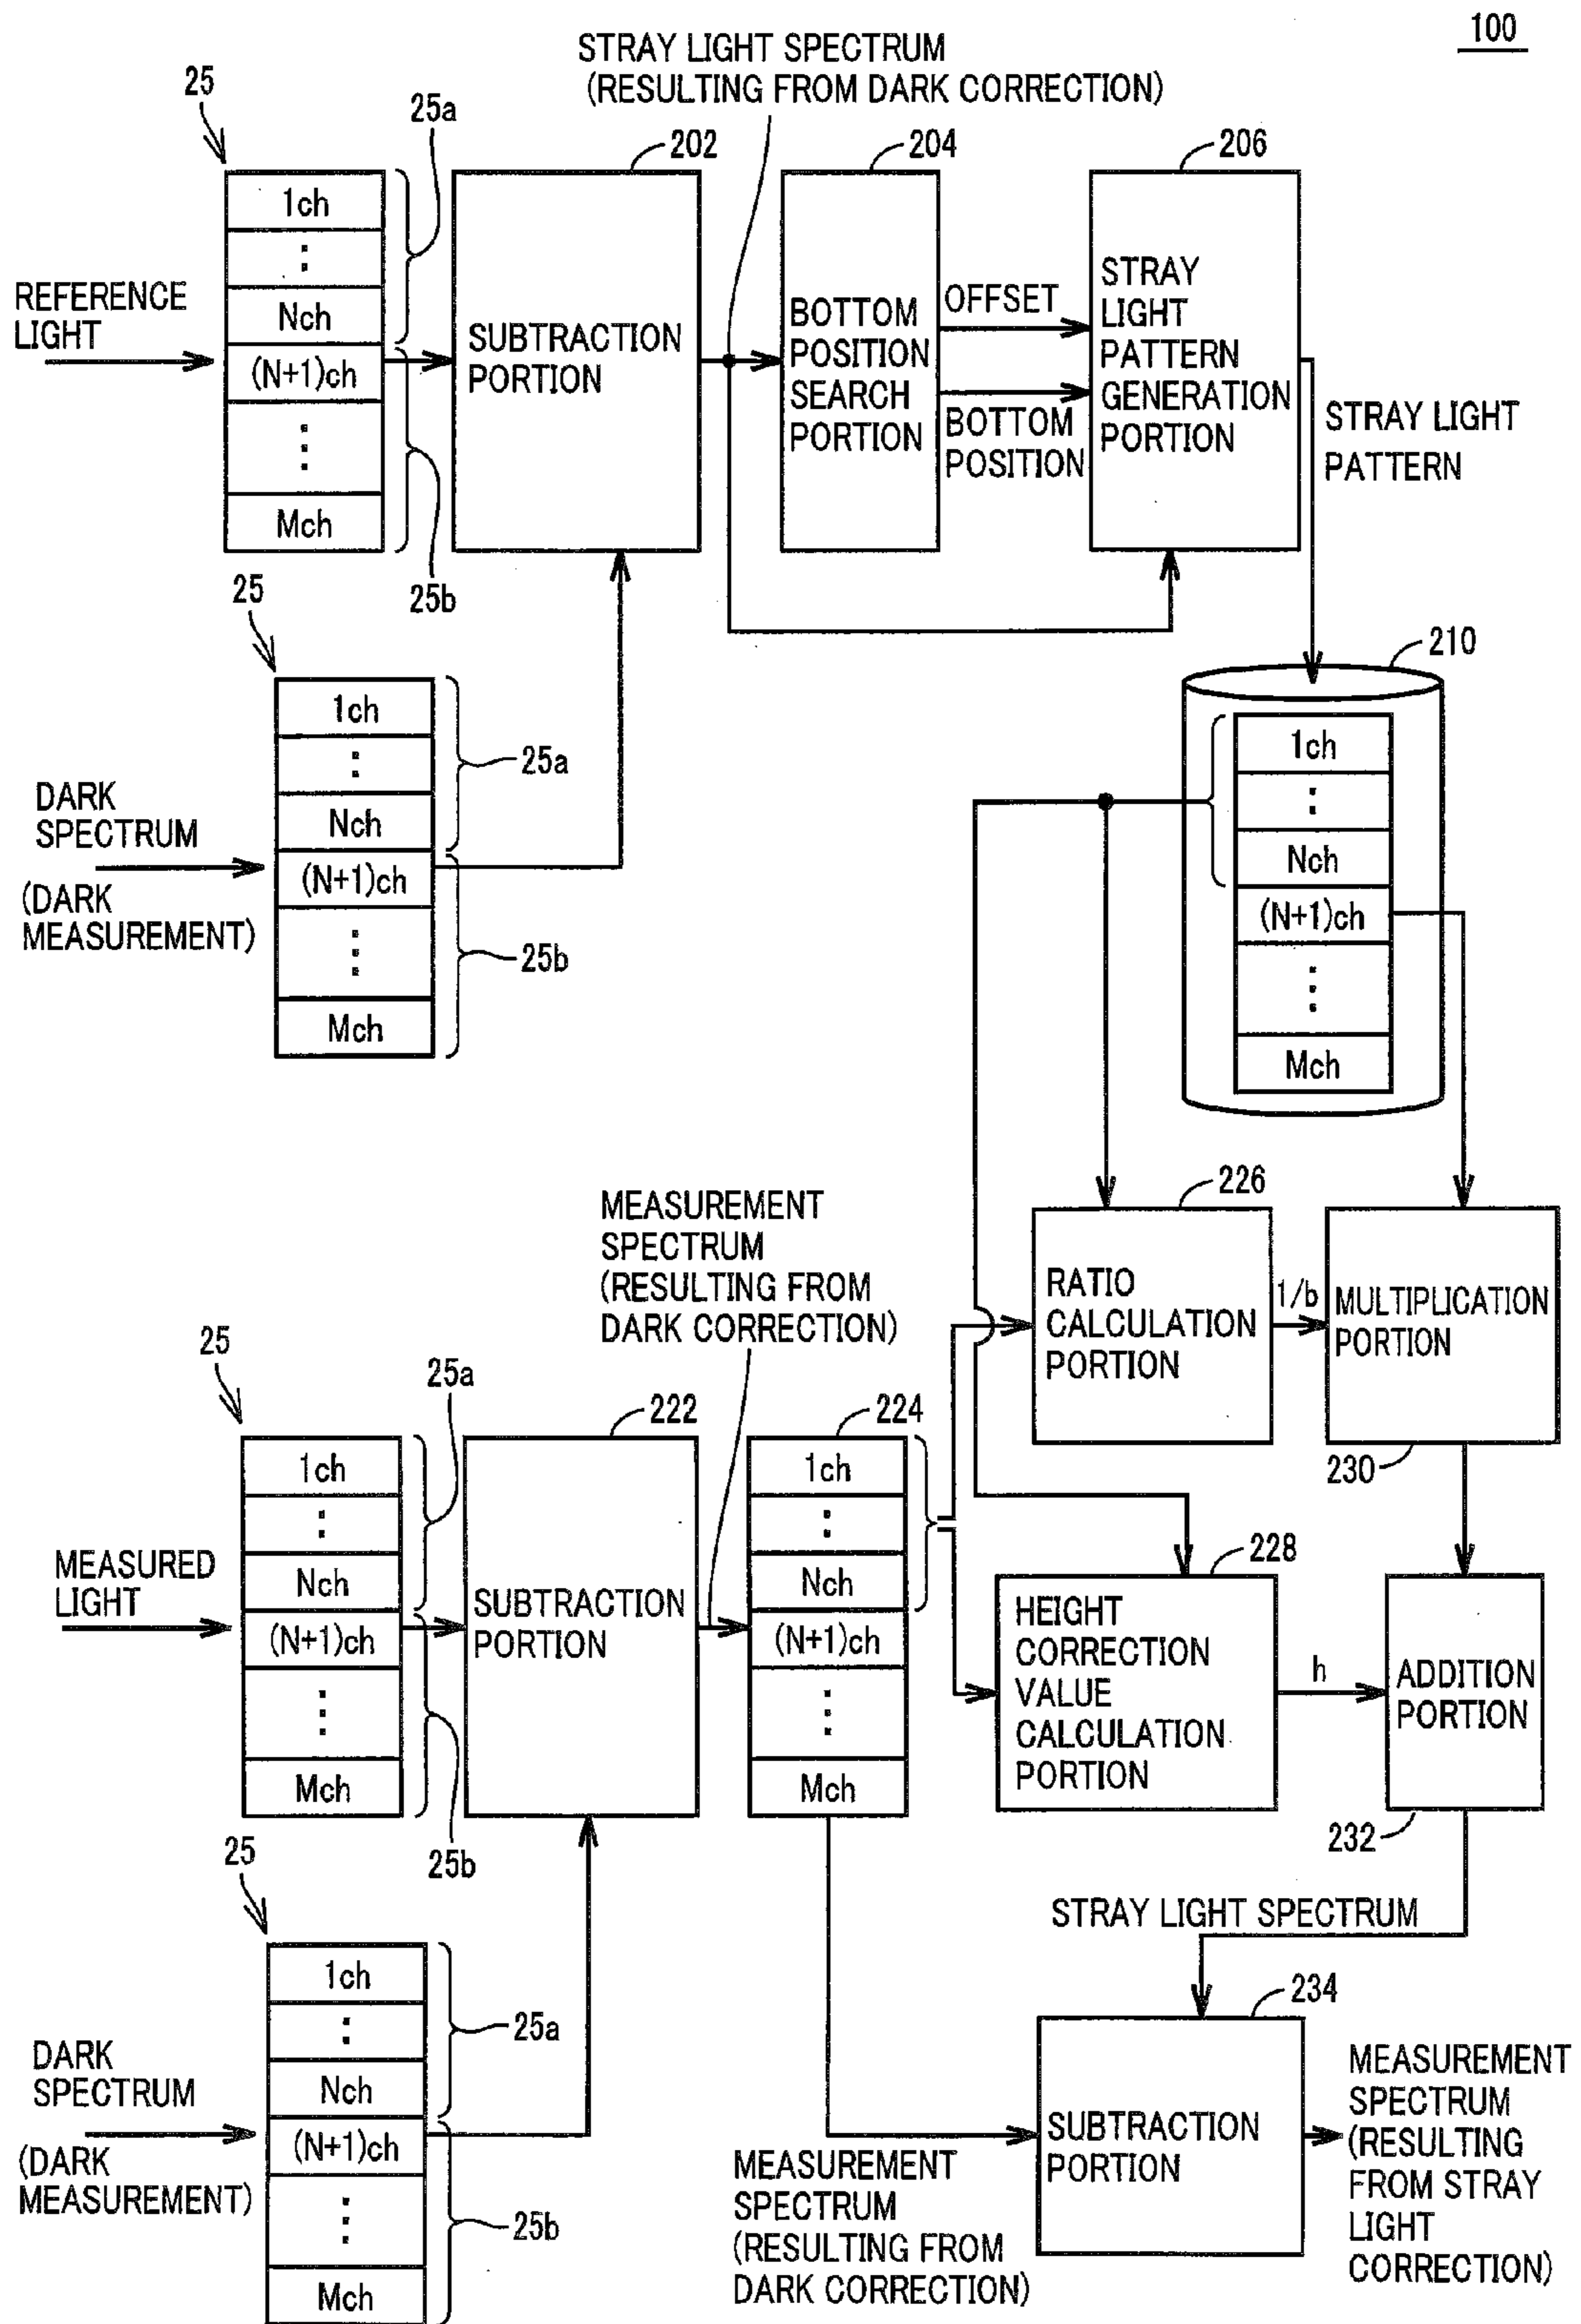 100
STRAY LIGHT SPECTRUM
(RESULTING FROM DARK CORRECTION)
25
25a
202
204
206
1ch
Nch
(N+1)ch
Mch
REFERENCE
LIGHT
SUBTRACTION
PORTION
BOTTOM
POSITION
SEARCH
PORTION
OFFSET
BOTTOM
POSITION
STRAY
LIGHT
PATTERN
GENERATION
PORTION
STRAY LIGHT
PATTERN
25b
25
1ch
Nch
(N+1)ch
Mch
25a
25b
DARK
SPECTRUM
(DARK
MEASUREMENT)
210
1ch
Nch
(N+1)ch
Mch
MEASUREMENT
SPECTRUM
(RESULTING FROM
DARK CORRECTION)
226
RATIO
CALCULATION
PORTION
1/b
MULTIPLICATION
PORTION
230
25
25a
222
224
1ch
Nch
(N+1)ch
Mch
MEASURED
LIGHT
SUBTRACTION
PORTION
1ch
Nch
(N+1)ch
Mch
228
HEIGHT
CORRECTION
VALUE
CALCULATION
PORTION
h
ADDITION
PORTION
232
25b
25
1ch
Nch
(N+1)ch
Mch
25a
25b
DARK
SPECTRUM
(DARK
MEASUREMENT)
STRAY LIGHT SPECTRUM
234
SUBTRACTION
PORTION
MEASUREMENT
SPECTRUM
(RESULTING FROM
DARK CORRECTION)
MEASUREMENT
SPECTRUM
(RESULTING
FROM STRAY
LIGHT
CORRECTION)